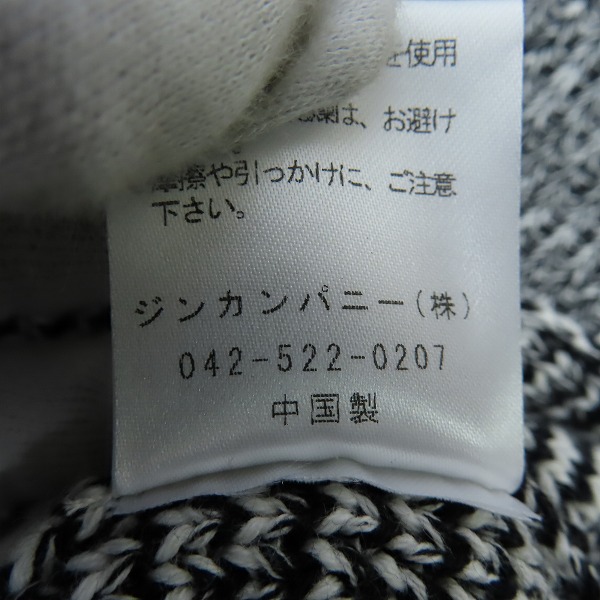 使用
は、お避け
摩擦や引っかけに、ご注意
下さい。
ジンカンパニー(株)
042-522-0207
中国製